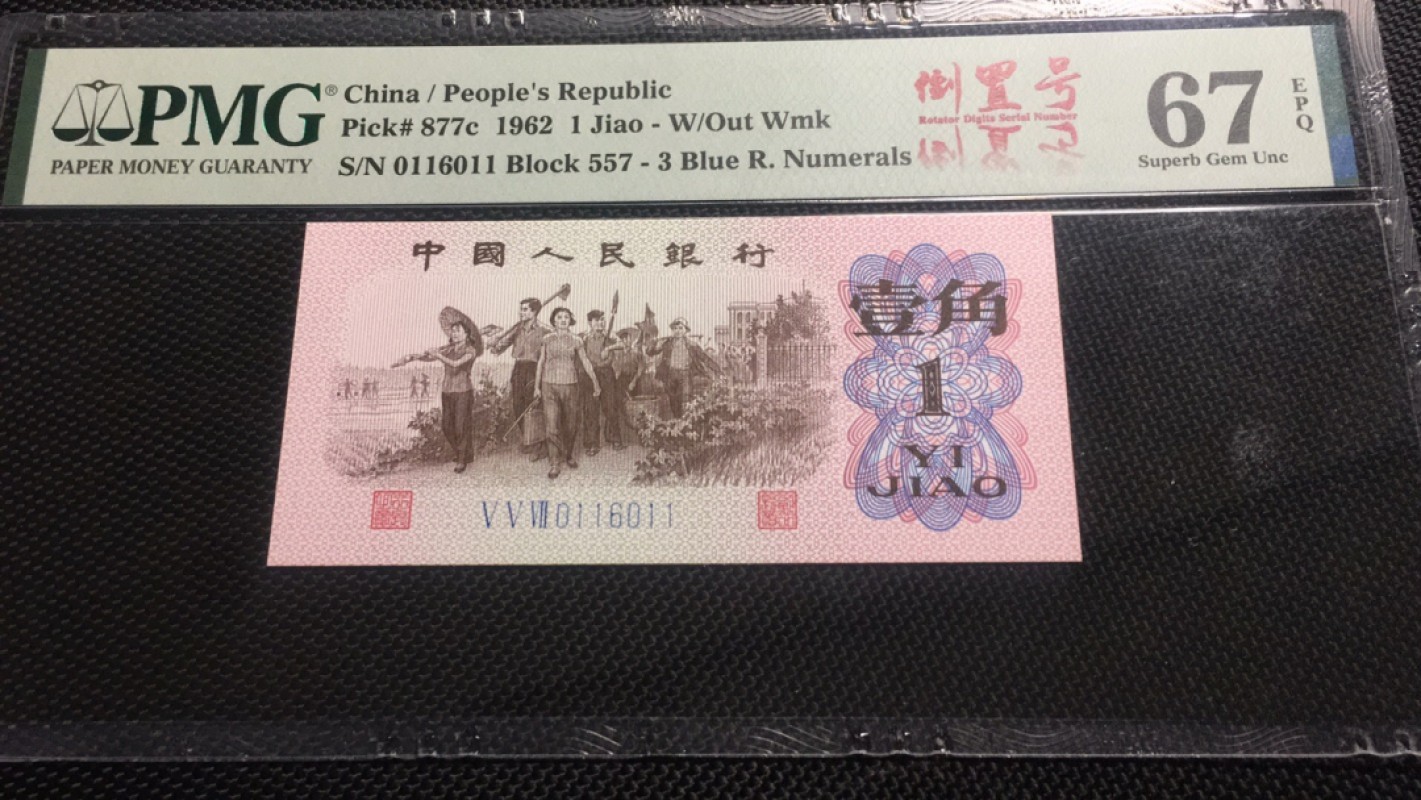 PMG® China / People's Republic
Pick# 877c 1962 1 Jiao - W/Out Wmk
PAPER MONEY GUARANTY
S/N 0116011 Block 557 - 3 Blue R. Numerals
倒置号
Rotator Digits Serial Number
67
EPQ
Superb Gem Unc
中國人民銀行
壹角
1
YI
JIAO
V V VII 0116011